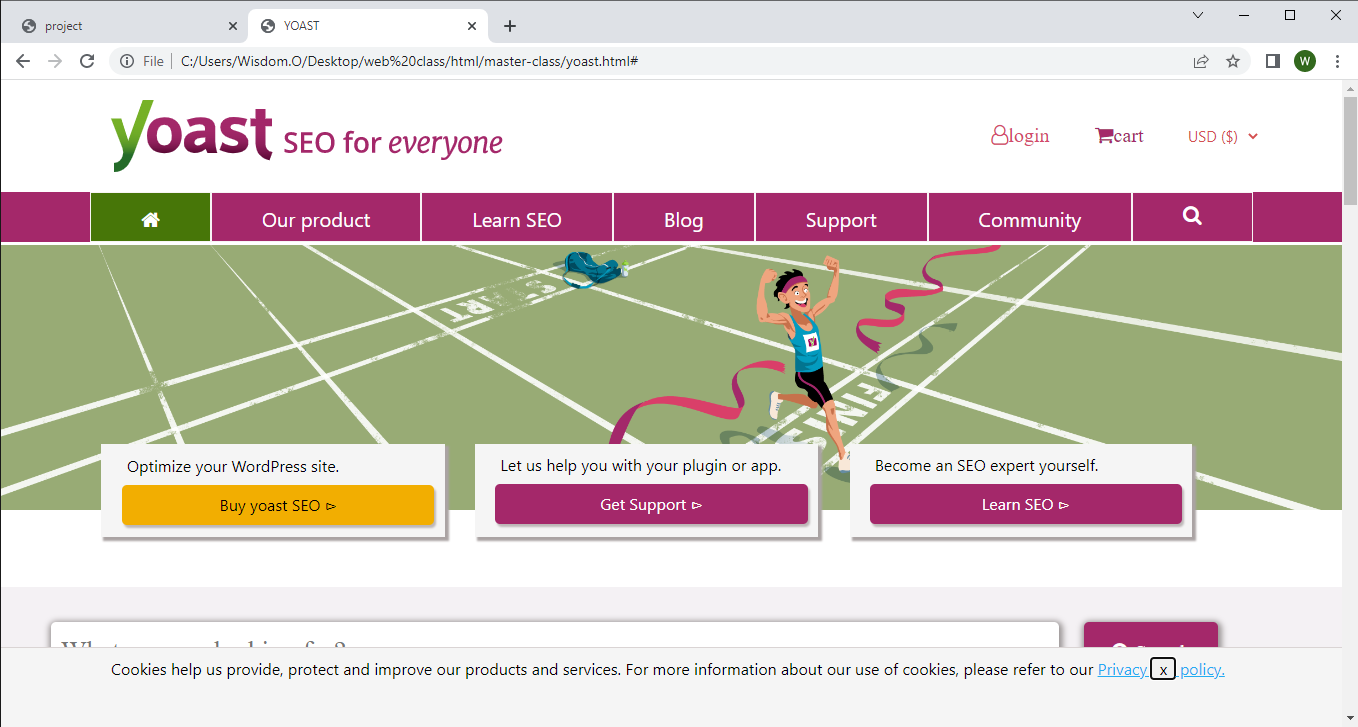 project
YOAST
File
C:/Users/Wisdom.O/Desktop/web%20class/html/master-class/yoast.html#
W
yoast SEO for everyone
login
cart
USD ($)
Our product
Learn SEO
Blog
Support
Community
START
FINIS
Y
Optimize your WordPress site.
Let us help you with your plugin or app.
Become an SEO expert yourself.
Buy yoast SEO ▻
Get Support ▻
Learn SEO ▻
Cookies help us provide, protect and improve our products and services. For more information about our use of cookies, please refer to our Privacy x policy.